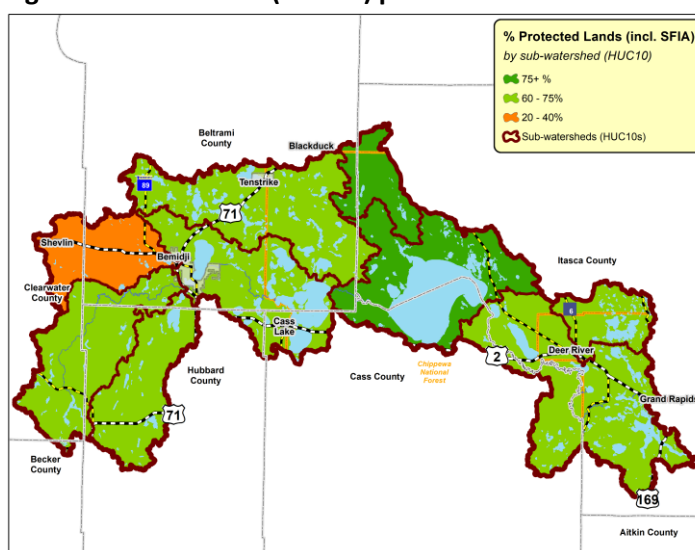 % Protected Lands (incl. SFIA)
by sub-watershed (HUC10)
75+ %
60 - 75%
20 - 40%
Sub-watersheds (HUC10s)
Beltrami
County
Blackduck
89
Tenstrike
71
Shevlin
Bemidji
Itasca County
Clearwater
County
6
Cass
Lake
Deer River
2
Hubbard
County
Cass County
Chippewa
National
Forest
Grand Rapids
71
Becker
County
169
Aitkin County